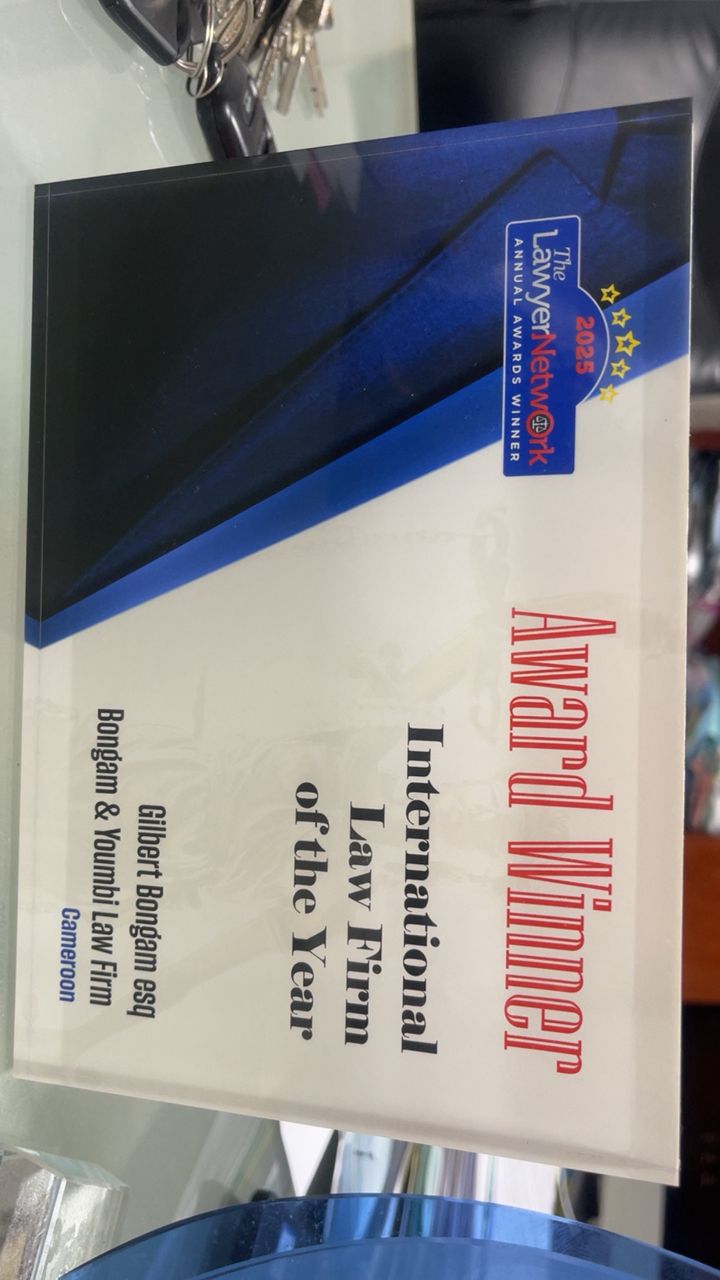 2025
The
LawyerNetwork
ANNUAL AWARDS WINNER
Award Winner
International
Law Firm
of the Year
Gilbert Bongam esq
Bongam & Youmbi Law Firm
Cameroon